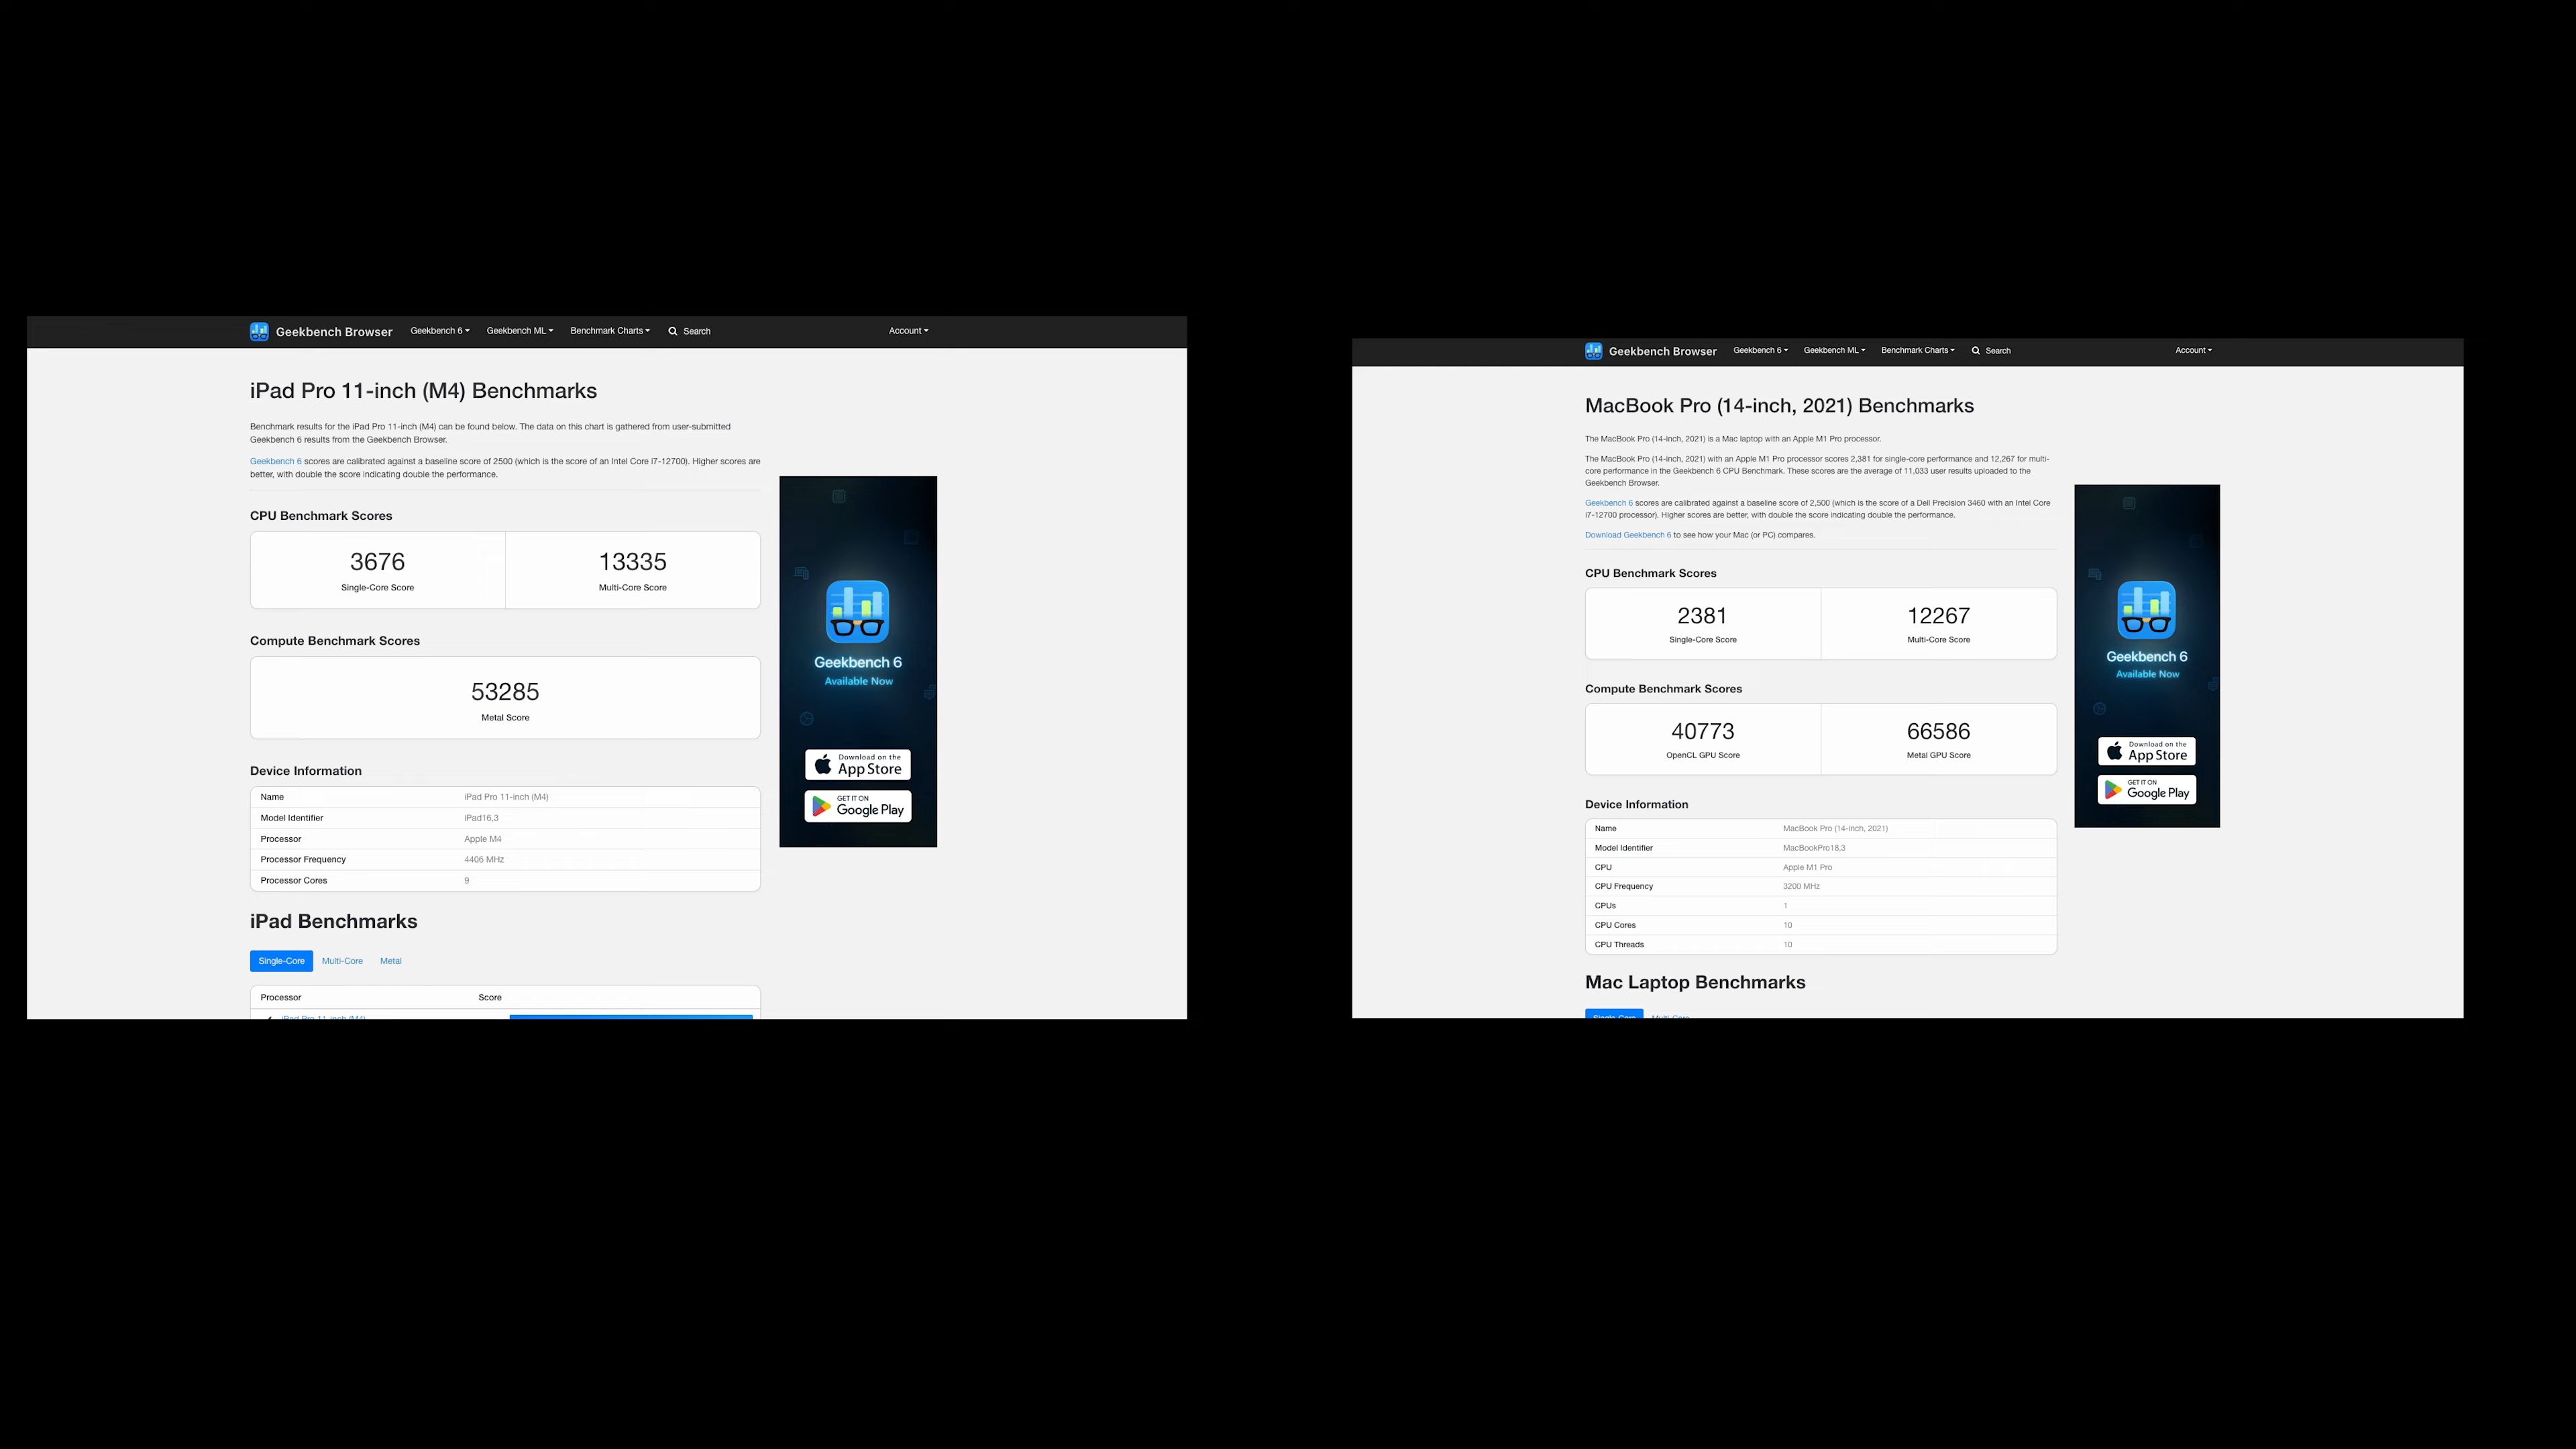 Geekbench Browser Geekbench 6 Geekbench ML Benchmark Charts Search Account
iPad Pro 11-inch (M4) Benchmarks
Benchmark results for the iPad Pro 11-inch (M4) can be found below. The data on this chart is gathered from user-submitted
Geekbench 6 results from the Geekbench Browser.
Geekbench 6 scores are calibrated against a baseline score of 2500 (which is the score of an Intel Core i7-12700). Higher scores are
better, with double the score indicating double the performance.
CPU Benchmark Scores
3676 13335
Single-Core Score Multi-Core Score
Compute Benchmark Scores
53285
Metal Score
Device Information
Name iPad Pro 11-inch (M4)
Model Identifier iPad16,3
Processor Apple M4
Processor Frequency 4406 MHz
Processor Cores 9
iPad Benchmarks
Single-Core Multi-Core Metal
Processor Score
iPad Pro 11-inch (M4)
Geekbench 6
Available Now
Download on the
App Store
GET IT ON
Google Play
Geekbench Browser Geekbench 6 Geekbench ML Benchmark Charts Search Account
MacBook Pro (14-inch, 2021) Benchmarks
The MacBook Pro (14-inch, 2021) is a Mac laptop with an Apple M1 Pro processor.
The MacBook Pro (14-inch, 2021) with an Apple M1 Pro processor scores 2,381 for single-core performance and 12,267 for multi-
core performance in the Geekbench 6 CPU Benchmark. These scores are the average of 11,033 user results uploaded to the
Geekbench Browser.
Geekbench 6 scores are calibrated against a baseline score of 2,500 (which is the score of a Dell Precision 3460 with an Intel Core
i7-12700 processor). Higher scores are better, with double the score indicating double the performance.
Download Geekbench 6 to see how your Mac (or PC) compares.
CPU Benchmark Scores
2381 12267
Single-Core Score Multi-Core Score
Compute Benchmark Scores
40773 66586
OpenCL GPU Score Metal GPU Score
Device Information
Name MacBook Pro (14-inch, 2021)
Model Identifier MacBookPro18,3
CPU Apple M1 Pro
CPU Frequency 3200 MHz
CPUs 1
CPU Cores 10
CPU Threads 10
Mac Laptop Benchmarks
Single-Core Multi-Core
Geekbench 6
Available Now
Download on the
App Store
GET IT ON
Google Play